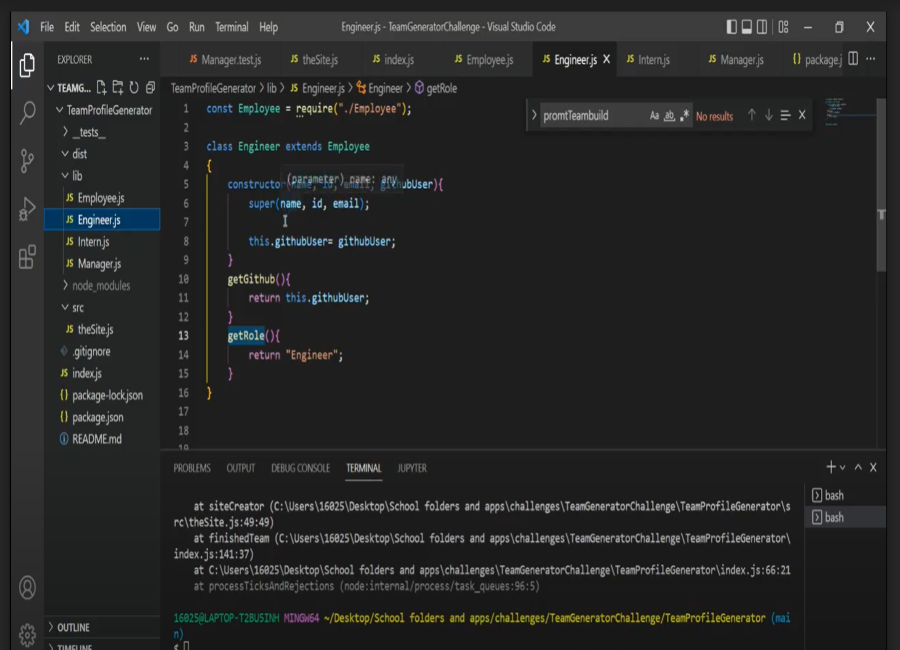 File Edit Selection View Go Run Terminal Help Engineer.js - TeamGeneratorChallenge - Visual Studio Code
EXPLORER ...
JS Manager.test.js JS theSite.js JS index.js JS Employee.js JS Engineer.js X JS Intern.js JS Manager.js {} package.j ...
TEAMG...
TeamProfileGenerator
__tests__
dist
lib
JS Employee.js
JS Engineer.js
JS Intern.js
JS Manager.js
node_modules
src
JS theSite.js
.gitignore
JS index.js
{} package-lock.json
{} package.json
README.md
OUTLINE
TIMELINE
TeamProfileGenerator > lib > JS Engineer.js > Engineer > getRole
promtTeambuild Aa ab .* No results
1 const Employee = require("./Employee");
2
3 class Engineer extends Employee
4 {
(parameter) name: any
5 constructor(name, id, email, githubUser){
6 super(name, id, email);
7
8 this.githubUser= githubUser;
9 }
10 getGithub(){
11 return this.githubUser;
12 }
13 getRole(){
14 return "Engineer";
15 }
16 }
17
18
19
PROBLEMS OUTPUT DEBUG CONSOLE TERMINAL JUPYTER
at siteCreator (C:\Users\16025\Desktop\School folders and apps\challenges\TeamGeneratorChallenge\TeamProfileGenerator\s
rc\theSite.js:49:49)
at finishedTeam (C:\Users\16025\Desktop\School folders and apps\challenges\TeamGeneratorChallenge\TeamProfileGenerator\
index.js:141:37)
at C:\Users\16025\Desktop\School folders and apps\challenges\TeamGeneratorChallenge\TeamProfileGenerator\index.js:66:21
at processTicksAndRejections (node:internal/process/task_queues:96:5)
16025@LAPTOP-T2BU5INH MINGW64 ~/Desktop/School folders and apps/challenges/TeamGeneratorChallenge/TeamProfileGenerator (mai
n)
$
bash
bash